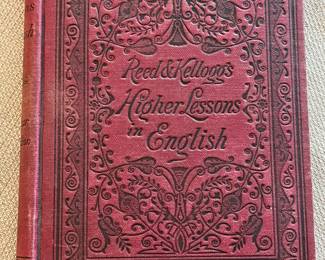 Reed & Kellogg's
Higher Lessons
in English